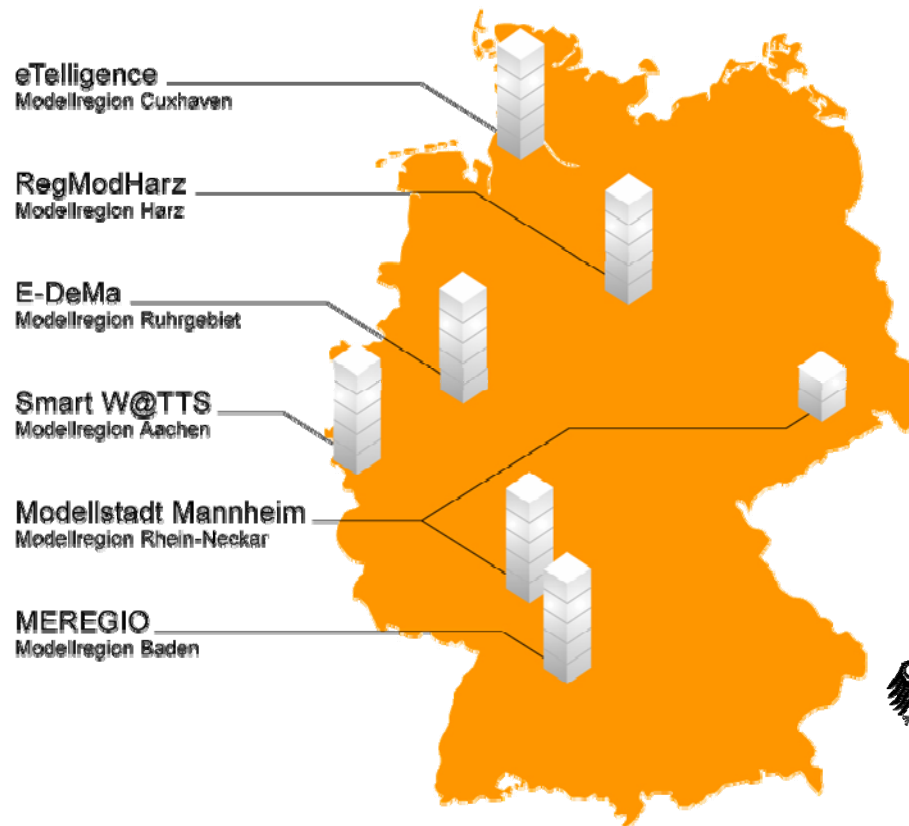 eTelligence
Modellregion Cuxhaven
RegModHarz
Modellregion Harz
E-DeMa
Modellregion Ruhrgebiet
Smart W@TTS
Modellregion Aachen
Modellstadt Mannheim
Modellregion Rhein-Neckar
MEREGIO
Modellregion Baden